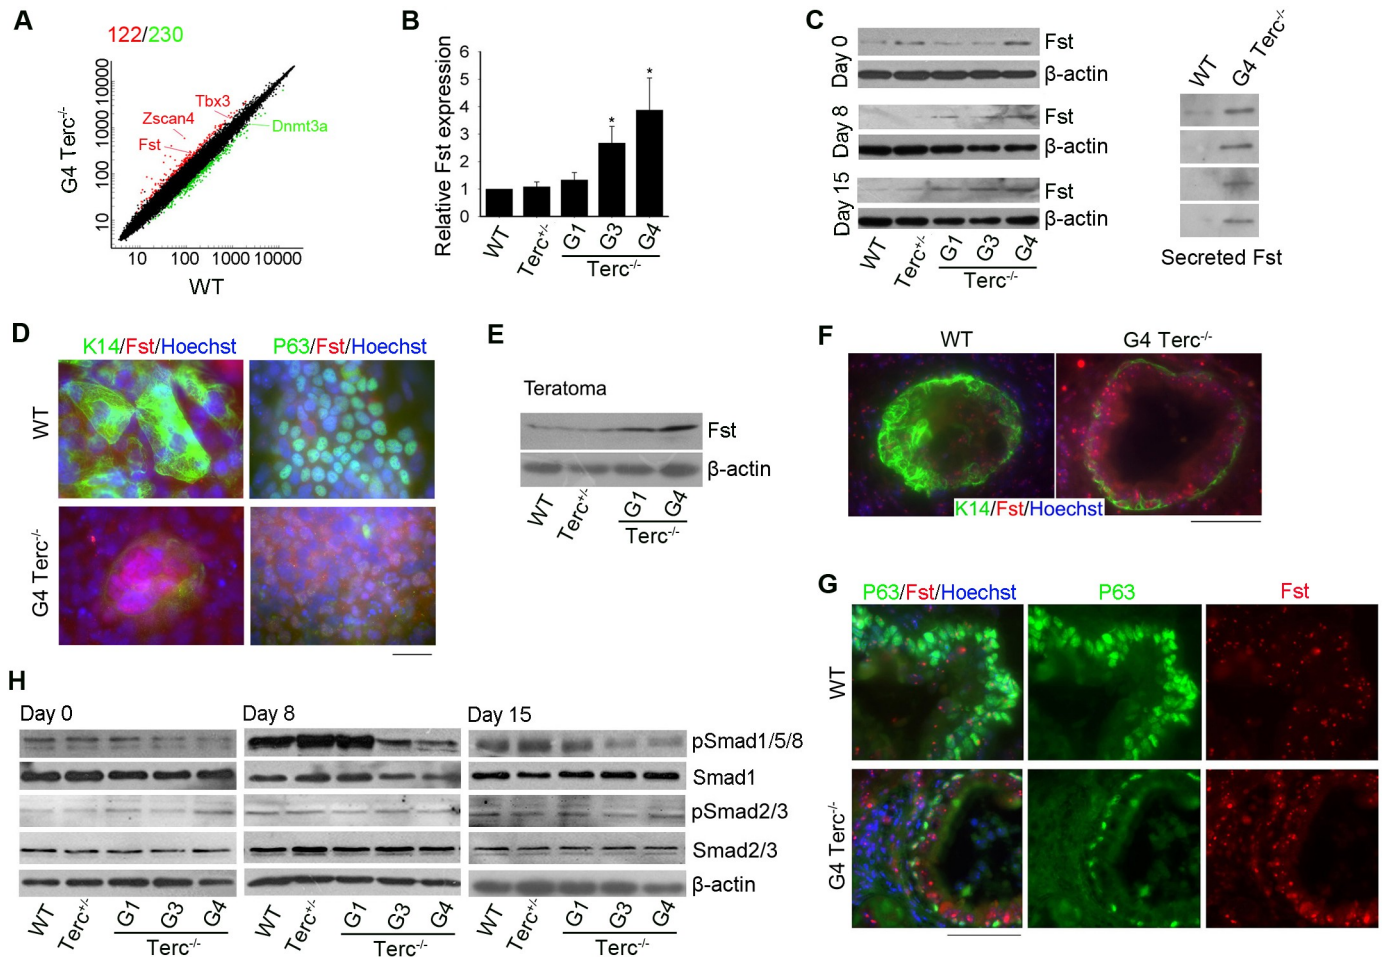 A
122/230
G4 Terc-/-
10000
1000
100
10
Tbx3
Zscan4
Fst
Dnmt3a
10 100 1000 10000
WT
B
Relative Fst expression
6
5
4
3
2
1
0
* *
WT Terc+/- G1 G3 G4
Terc-/-
C
Day 0
Fst
β-actin
Day 8
Fst
β-actin
Day 15
Fst
β-actin
WT Terc+/- G1 G3 G4
Terc-/-
WT G4 Terc-/-
Secreted Fst
D
K14/Fst/Hoechst P63/Fst/Hoechst
WT
G4 Terc-/-
E
Teratoma
Fst
β-actin
WT Terc+/- G1 G4
Terc-/-
F
WT G4 Terc-/-
K14/Fst/Hoechst
G
P63/Fst/Hoechst P63 Fst
WT
G4 Terc-/-
H
Day 0 Day 8 Day 15
pSmad1/5/8
Smad1
pSmad2/3
Smad2/3
β-actin
WT Terc+/- G1 G3 G4 WT Terc+/- G1 G3 G4 WT Terc+/- G1 G3 G4
Terc-/- Terc-/- Terc-/-